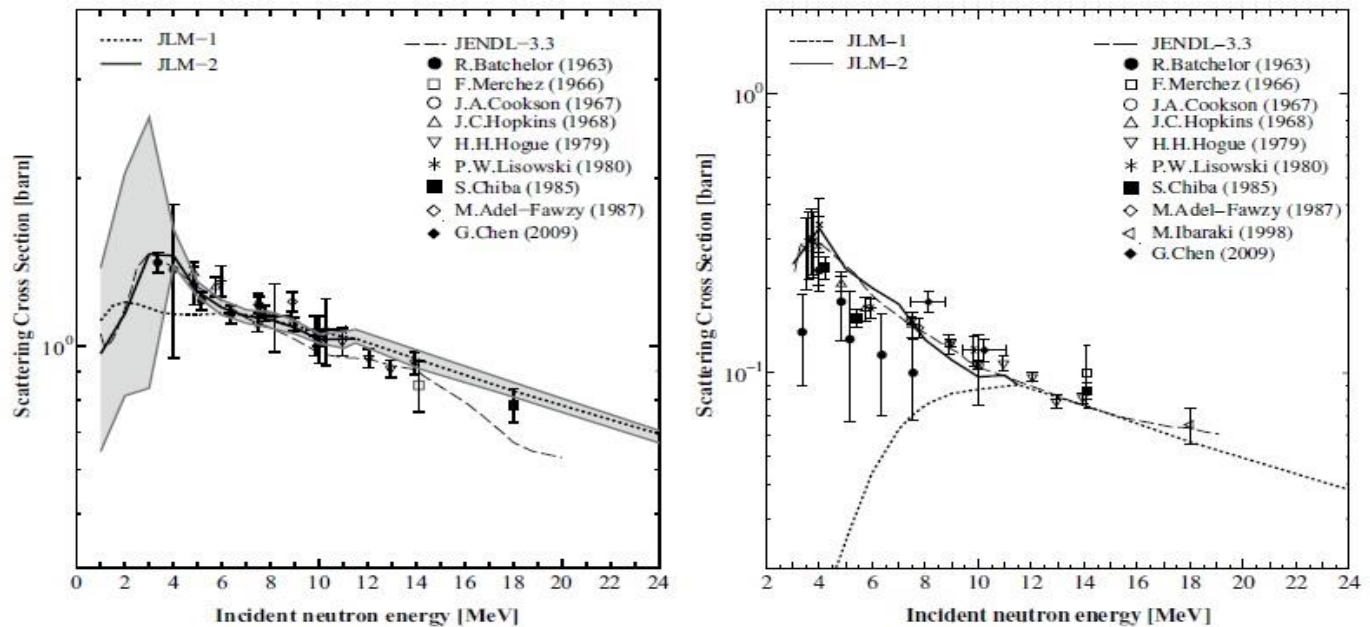 JLM−1
JLM−2
JENDL−3.3
R.Batchelor (1963)
F.Merchez (1966)
J.A.Cookson (1967)
J.C.Hopkins (1968)
H.H.Hogue (1979)
P.W.Lisowski (1980)
S.Chiba (1985)
M.Adel−Fawzy (1987)
G.Chen (2009)
Scattering Cross Section [barn]
10⁰
0 2 4 6 8 10 12 14 16 18 20 22 24
Incident neutron energy [MeV]
JLM−1
JLM−2
JENDL−3.3
R.Batchelor (1963)
F.Merchez (1966)
J.A.Cookson (1967)
J.C.Hopkins (1968)
H.H.Hogue (1979)
P.W.Lisowski (1980)
S.Chiba (1985)
M.Adel−Fawzy (1987)
M.Ibaraki (1998)
G.Chen (2009)
Scattering Cross Section [barn]
10⁰
10⁻¹
2 4 6 8 10 12 14 16 18 20 22 24
Incident neutron energy [MeV]